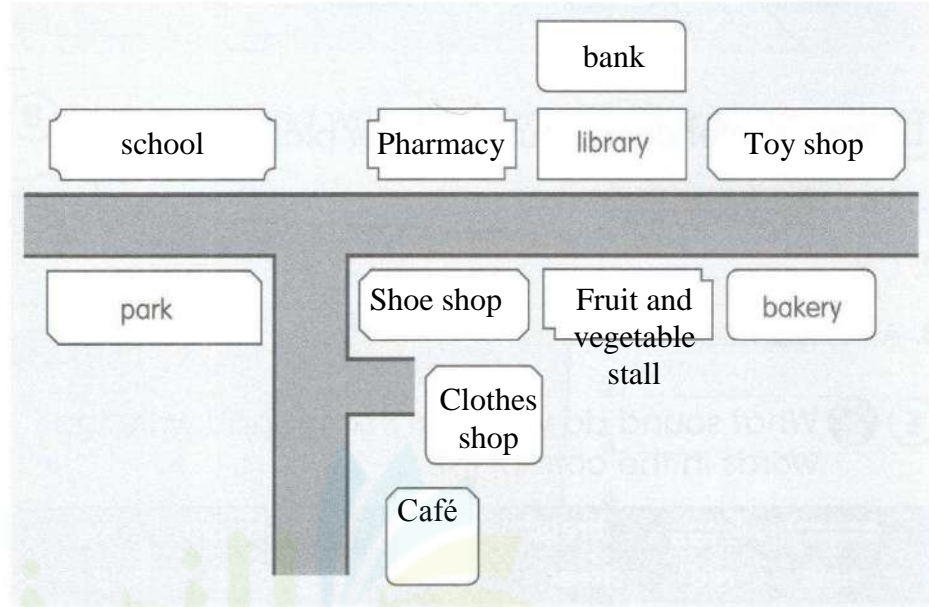 bank
school
Pharmacy
library
Toy shop
park
Shoe shop
Fruit and
vegetable
stall
bakery
Clothes
shop
Café